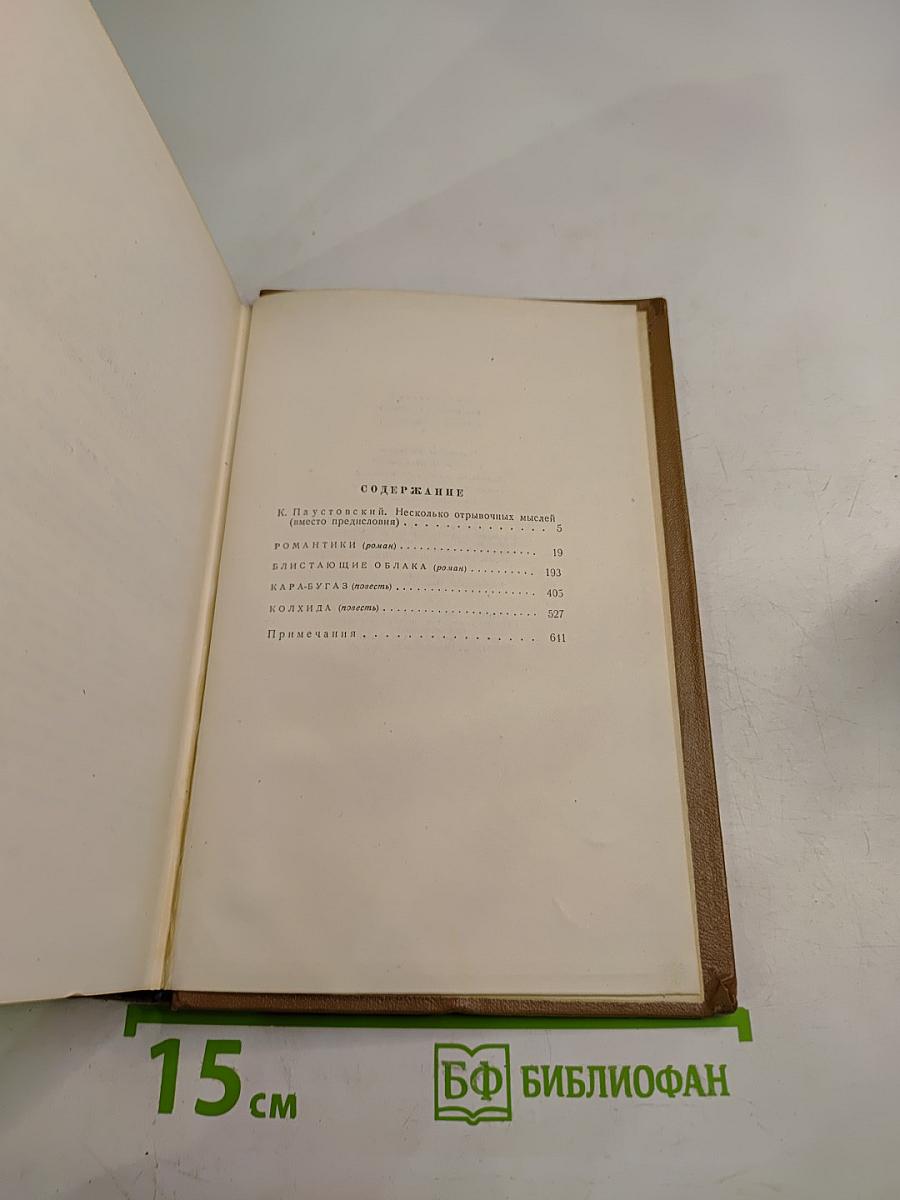 СОДЕРЖАНИЕ
К. Паустовский. Несколько отрывочных мыслей
(вместо предисловия) . . . . . . . . . . . . . . 5
РОМАНТИКИ (роман) . . . . . . . . . . . . . . . . . . . . 19
БЛИСТАЮЩИЕ ОБЛАКА (роман) . . . . . . . . . . 193
КАРА-БУГАЗ (повесть) . . . . . . . . . . . . . . . . . . . . 405
КОЛХИДА (повесть) . . . . . . . . . . . . . . . . . . . . . . 527
Примечания . . . . . . . . . . . . . . . . 641
15 см
БФ БИБЛИОФАН